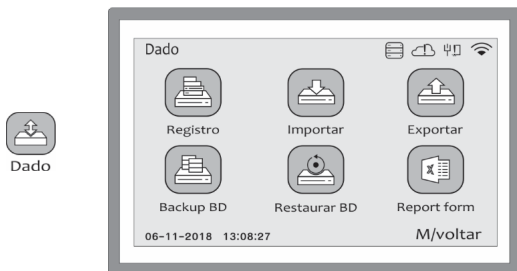 Dado
Dado
Registro Importar Exportar
Backup BD Restaurar BD Report form
06-11-2018 13:08:27 M/voltar